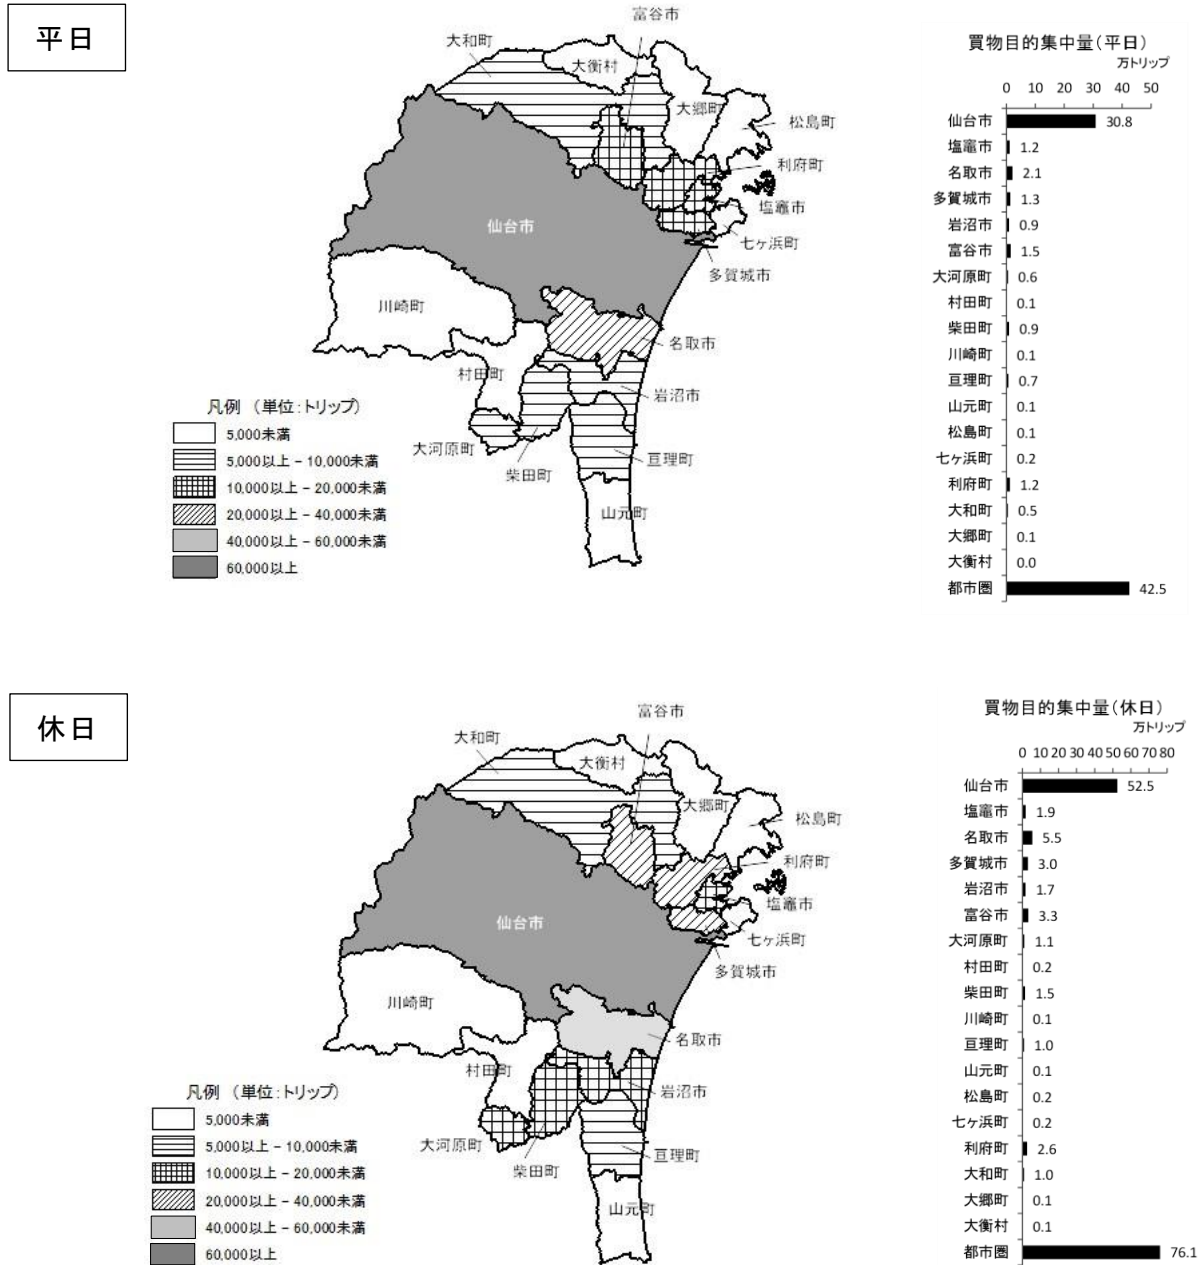 平日
富谷市
大和町
大衡村
大郷町
松島町
利府町
塩竈市
仙台市
七ヶ浜町
多賀城市
川崎町
名取市
村田町
岩沼市
大河原町
亘理町
柴田町
山元町
凡例 (単位:トリップ)
5,000未満
5,000以上－10,000未満
10,000以上－20,000未満
20,000以上－40,000未満
40,000以上－60,000未満
60,000以上
買物目的集中量(平日)
万トリップ
0 10 20 30 40 50
仙台市 30.8
塩竈市 1.2
名取市 2.1
多賀城市 1.3
岩沼市 0.9
富谷市 1.5
大河原町 0.6
村田町 0.1
柴田町 0.9
川崎町 0.1
亘理町 0.7
山元町 0.1
松島町 0.1
七ヶ浜町 0.2
利府町 1.2
大和町 0.5
大郷町 0.1
大衡村 0.0
都市圏 42.5
休日
富谷市
大和町
大衡村
大郷町
松島町
利府町
塩竈市
仙台市
七ヶ浜町
多賀城市
川崎町
名取市
村田町
岩沼市
大河原町
亘理町
柴田町
山元町
凡例 (単位:トリップ)
5,000未満
5,000以上－10,000未満
10,000以上－20,000未満
20,000以上－40,000未満
40,000以上－60,000未満
60,000以上
買物目的集中量(休日)
万トリップ
0 10 20 30 40 50 60 70 80
仙台市 52.5
塩竈市 1.9
名取市 5.5
多賀城市 3.0
岩沼市 1.7
富谷市 3.3
大河原町 1.1
村田町 0.2
柴田町 1.5
川崎町 0.1
亘理町 1.0
山元町 0.1
松島町 0.2
七ヶ浜町 0.2
利府町 2.6
大和町 1.0
大郷町 0.1
大衡村 0.1
都市圏 76.1